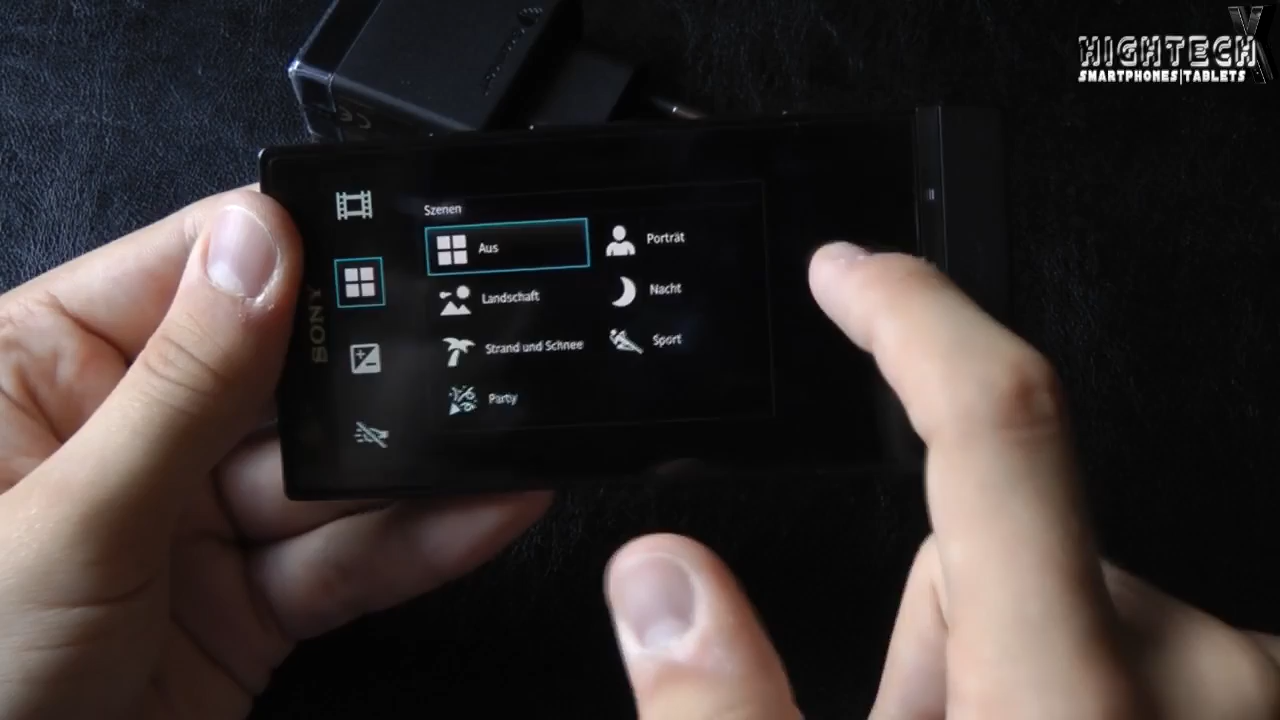 HIGHTECH X
SMARTPHONES|TABLETS
SONY
Szenen
Aus
Porträt
Landschaft
Nacht
Strand und Schnee
Sport
Party